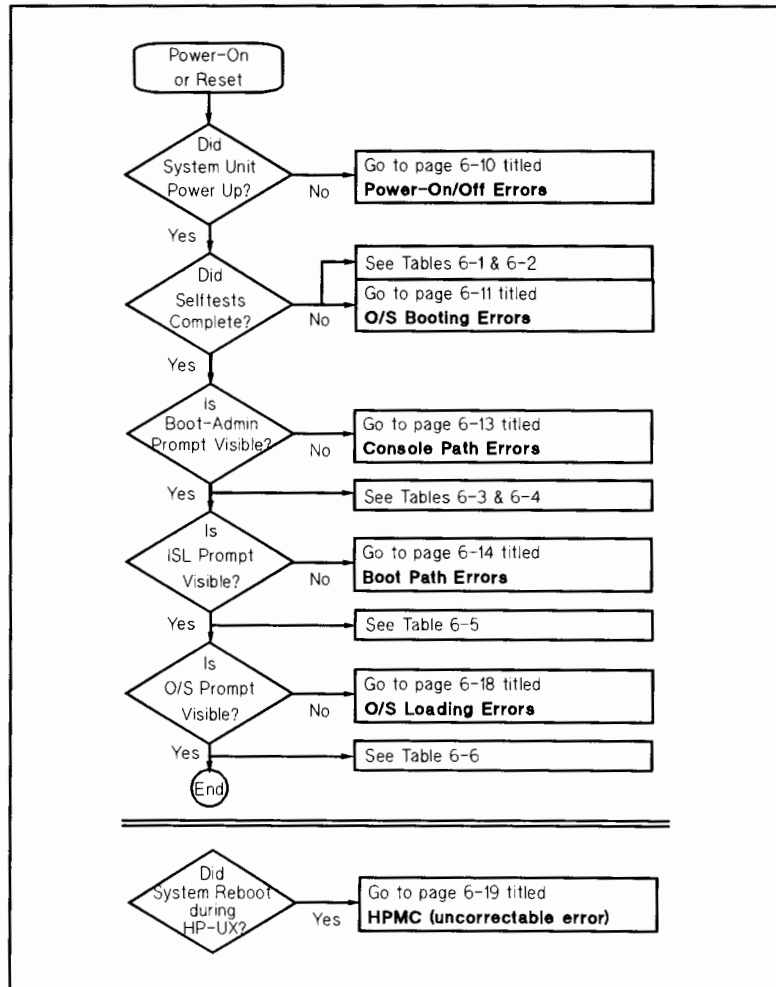 Power-On
or Reset
Did
System Unit
Power Up?
No
Go to page 6-10 titled
Power-On/Off Errors
Yes
Did
Selftests
Complete?
No
See Tables 6-1 & 6-2
Go to page 6-11 titled
O/S Booting Errors
Yes
Is
Boot-Admin
Prompt Visible?
No
Go to page 6-13 titled
Console Path Errors
Yes
See Tables 6-3 & 6-4
Is
ISL Prompt
Visible?
No
Go to page 6-14 titled
Boot Path Errors
Yes
See Table 6-5
Is
O/S Prompt
Visible?
No
Go to page 6-18 titled
O/S Loading Errors
Yes
See Table 6-6
End
Did
System Reboot
during
HP-UX?
Yes
Go to page 6-19 titled
HPMC (uncorrectable error)